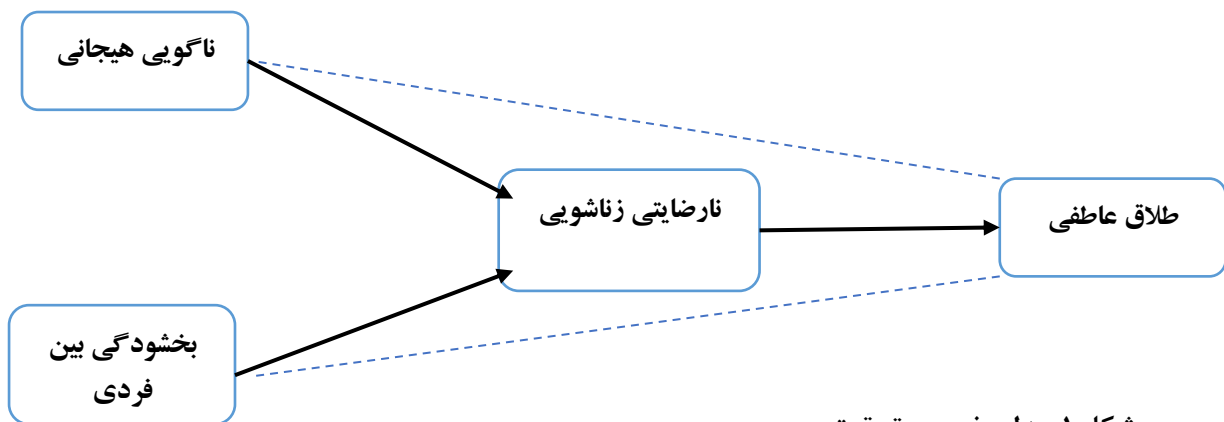 ناگویی هیجانی
نارضایتی زناشویی
طلاق عاطفی
بخشودگی بین
فردی